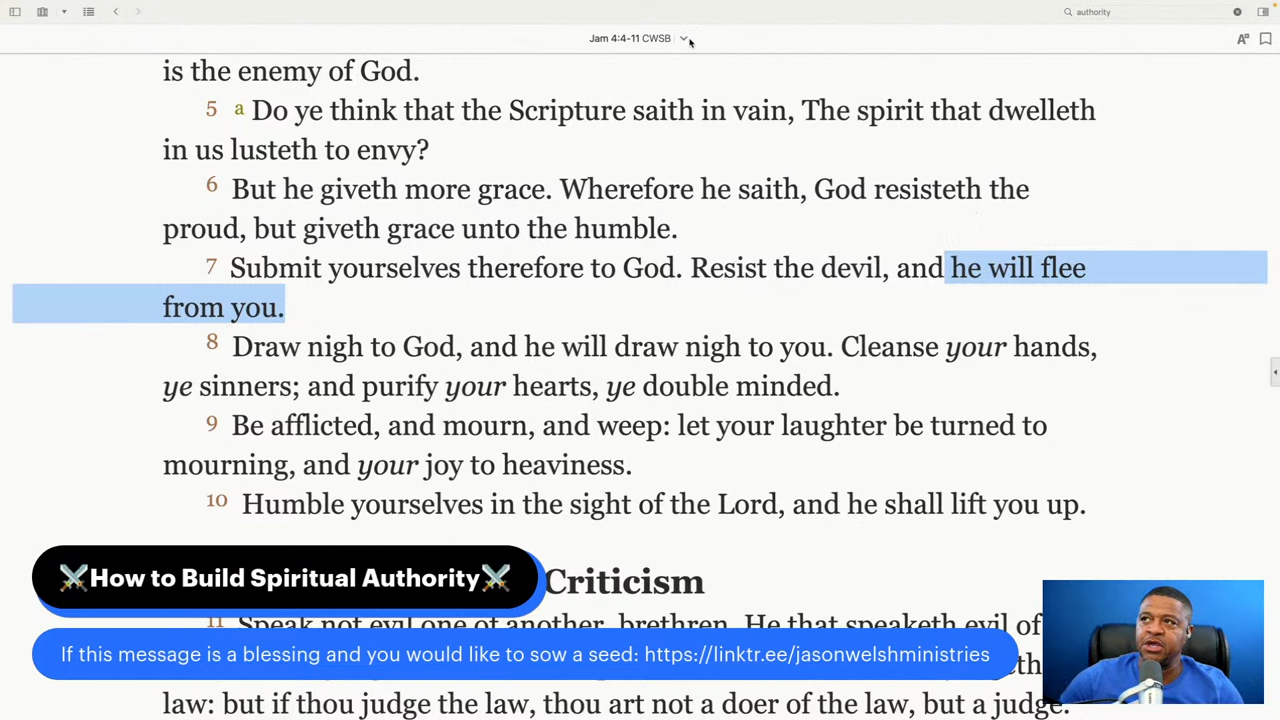 authority
Jam 4:4-11 CWSB
is the enemy of God.
5 a Do ye think that the Scripture saith in vain, The spirit that dwelleth
in us lusteth to envy?
6 But he giveth more grace. Wherefore he saith, God resisteth the
proud, but giveth grace unto the humble.
7 Submit yourselves therefore to God. Resist the devil, and he will flee
from you.
8 Draw nigh to God, and he will draw nigh to you. Cleanse your hands,
ye sinners; and purify your hearts, ye double minded.
9 Be afflicted, and mourn, and weep: let your laughter be turned to
mourning, and your joy to heaviness.
10 Humble yourselves in the sight of the Lord, and he shall lift you up.
⚔️How to Build Spiritual Authority⚔️
Criticism
11 Speak not evil one of another, brethren. He that speaketh evil of
If this message is a blessing and you would like to sow a seed: https://linktr.ee/jasonwelshministries
law: but if thou judge the law, thou art not a doer of the law, but a judge.